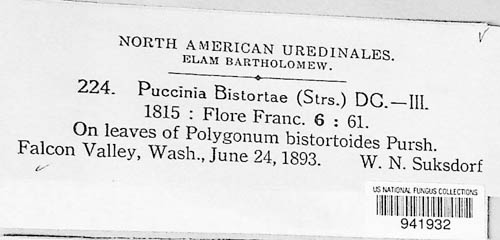 NORTH AMERICAN UREDINALES.
ELAM BARTHOLOMEW.
224. Puccinia Bistortae (Strs.) DC.—III.
1815 : Flore Franc. 6 : 61.
On leaves of Polygonum bistortoides Pursh.
Falcon Valley, Wash., June 24, 1893. W. N. Suksdorf
US NATIONAL FUNGUS COLLECTIONS
941932